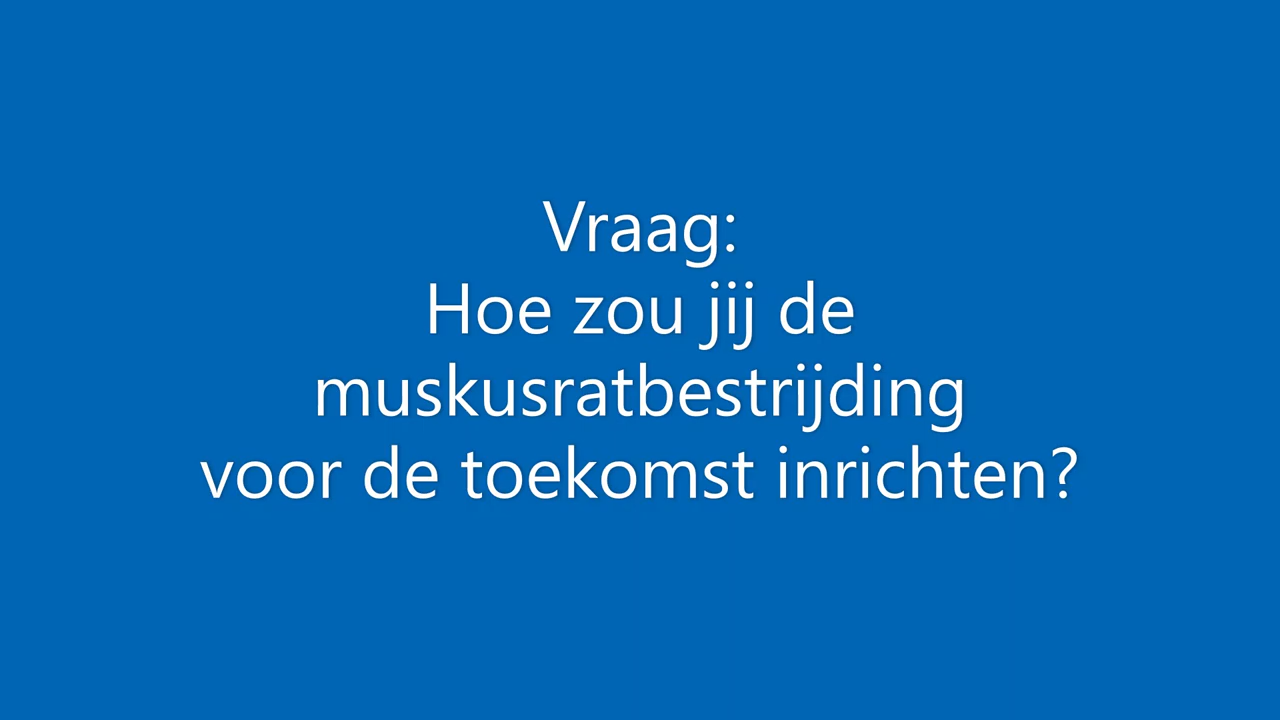 Vraag:
Hoe zou jij de
muskusratbestrijding
voor de toekomst inrichten?